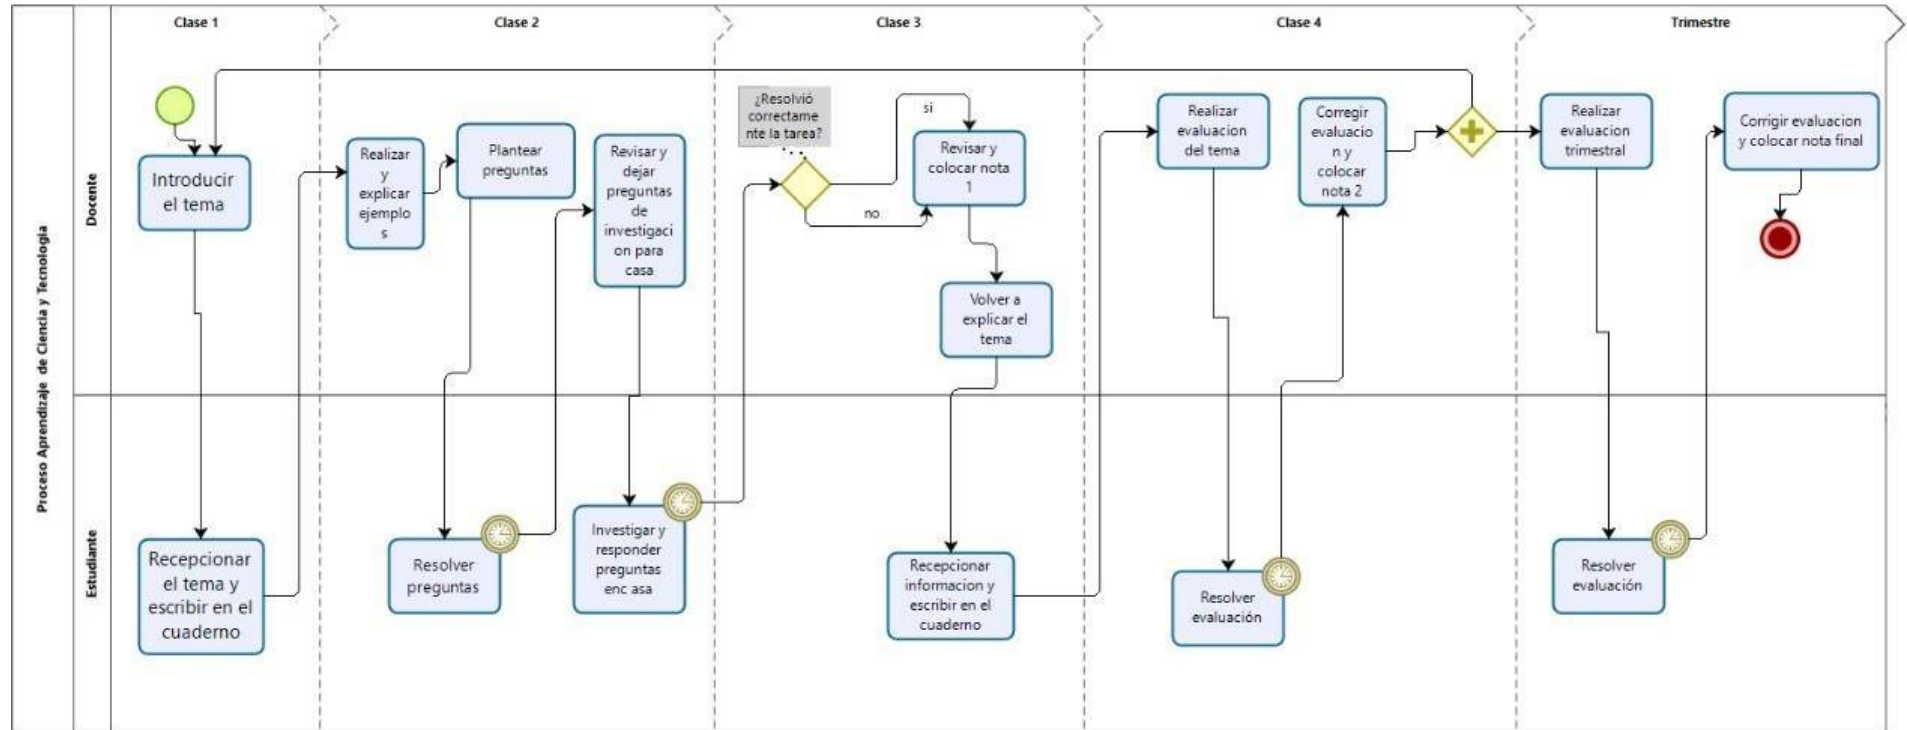 Clase 1
Clase 2
Clase 3
Clase 4
Trimestre
Proceso Aprendizaje de Ciencia y Tecnologia
Docente
Introducir
el tema
Realizar
y
explicar
ejemplo
s
Plantear
preguntas
Revisar y
dejar
preguntas
de
investigaci
on para
casa
¿Resolvió
correctame
nte la tarea?
si
no
Revisar y
colocar nota
1
Volver a
explicar el
tema
Realizar
evaluacion
del tema
Corregir
evaluacio
n y
colocar
nota 2
Realizar
evaluacion
trimestral
Corrigir evaluacion
y colocar nota final
Estudiante
Recepcionar
el tema y
escribir en el
cuaderno
Resolver
preguntas
Investigar y
responder
preguntas
enc asa
Recepcionar
informacion y
escribir en el
cuaderno
Resolver
evaluación
Resolver
evaluación